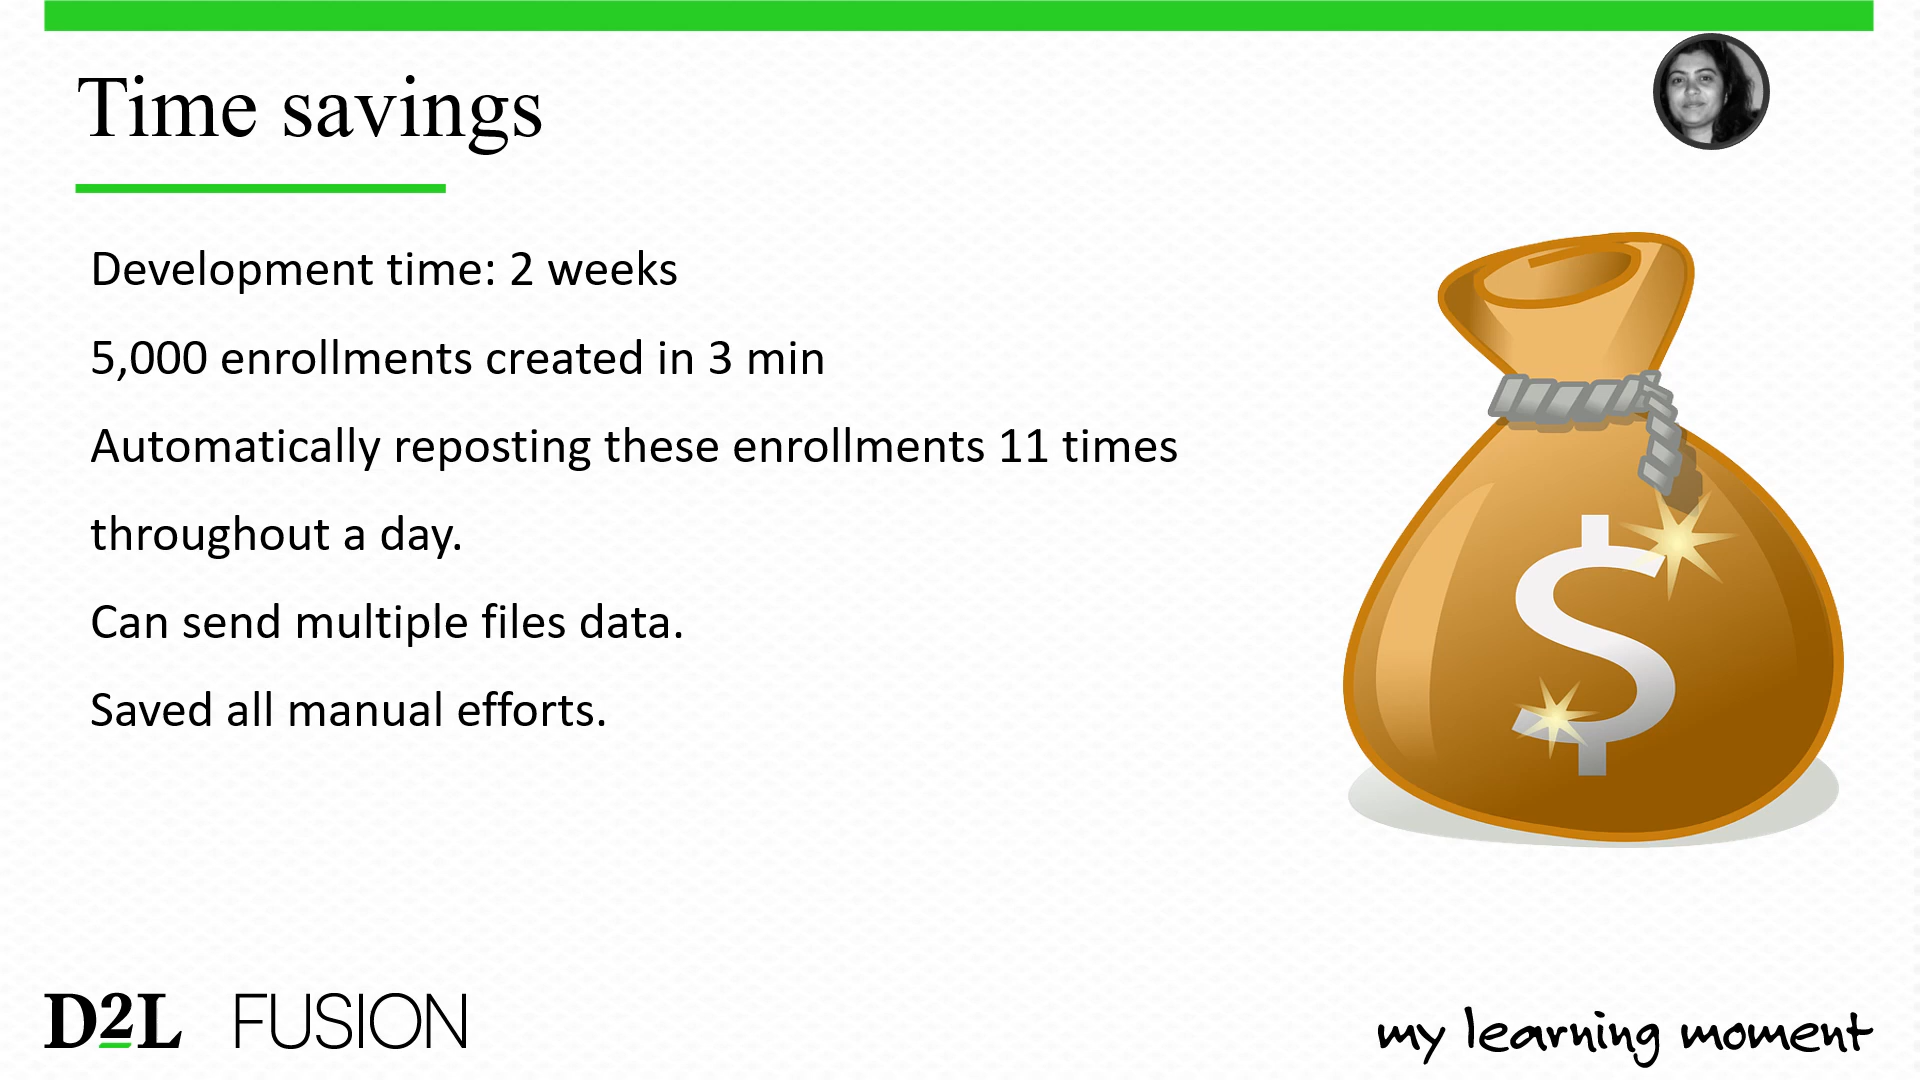 Time savings
Development time: 2 weeks
5,000 enrollments created in 3 min
Automatically reposting these enrollments 11 times
throughout a day.
Can send multiple files data.
Saved all manual efforts.
$
D2L FUSION
my learning moment